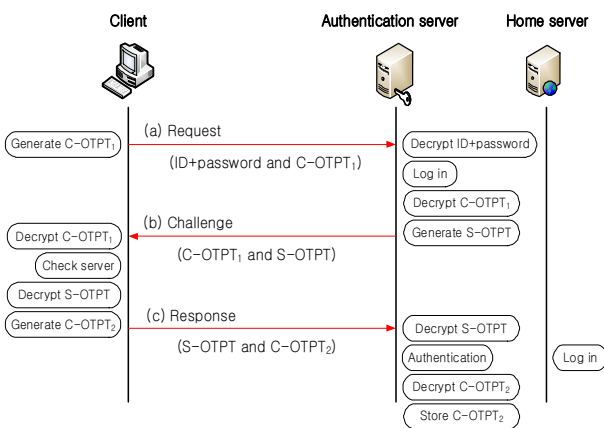 Client
Authentication server
Home server
Generate C-OTPT₁
(a) Request
(ID+password and C-OTPT₁)
Decrypt ID+password
Log in
Decrypt C-OTPT₁
Generate S-OTPT
(b) Challenge
(C-OTPT₁ and S-OTPT)
Decrypt C-OTPT₁
Check server
Decrypt S-OTPT
Generate C-OTPT₂
(c) Response
(S-OTPT and C-OTPT₂)
Decrypt S-OTPT
Authentication
Log in
Decrypt C-OTPT₂
Store C-OTPT₂